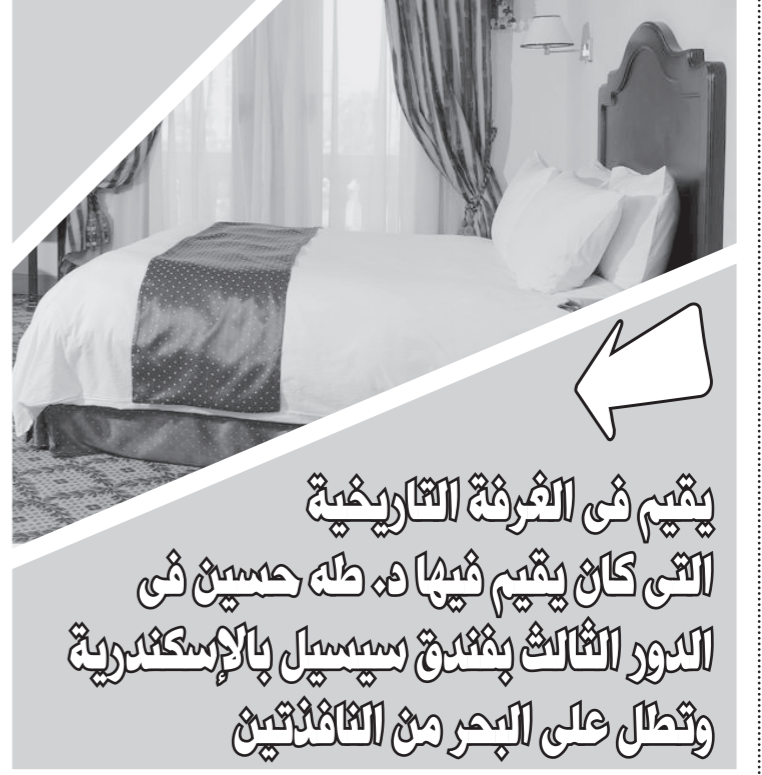 يقيم فى الغرفة التاريخية
التى كان يقيم فيها د. طه حسين فى
الدور الثالث بفندق سيسيل بالإسكندرية
وتطل على البحر من النافذتين